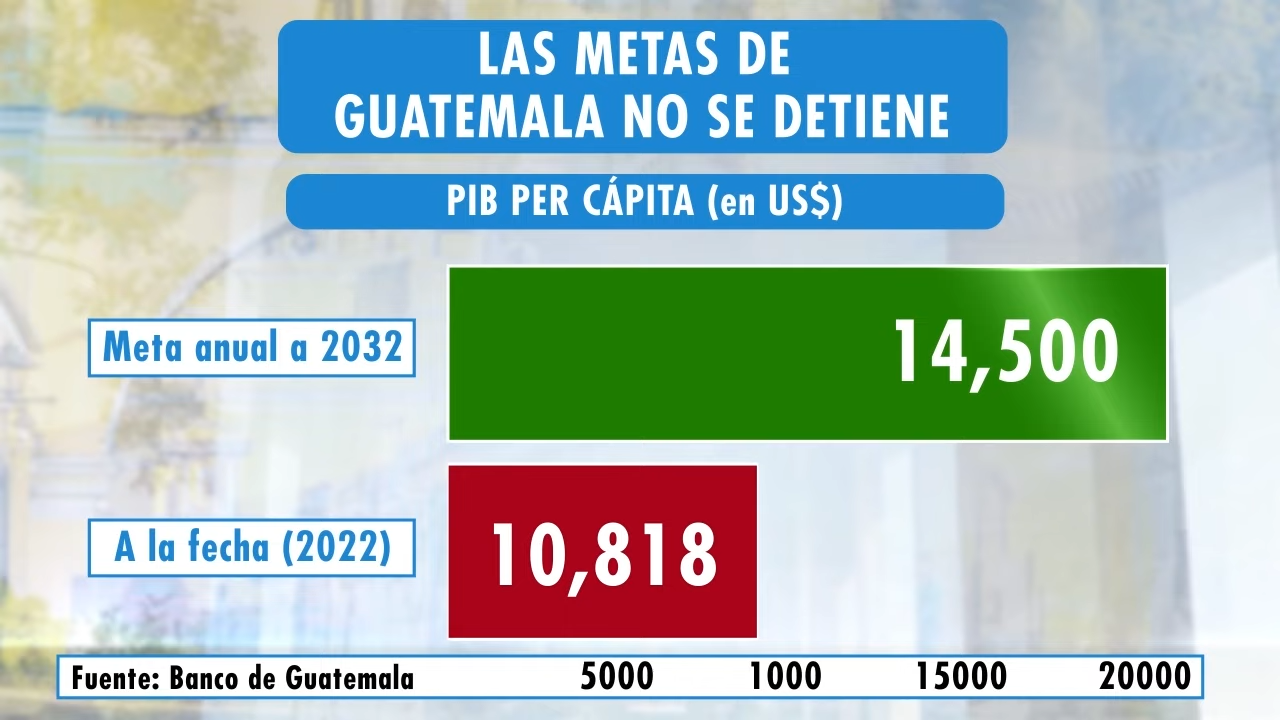 LAS METAS DE
GUATEMALA NO SE DETIENE
PIB PER CÁPITA (en US$)
Meta anual a 2032
14,500
A la fecha (2022)
10,818
Fuente: Banco de Guatemala 5000 1000 15000 20000